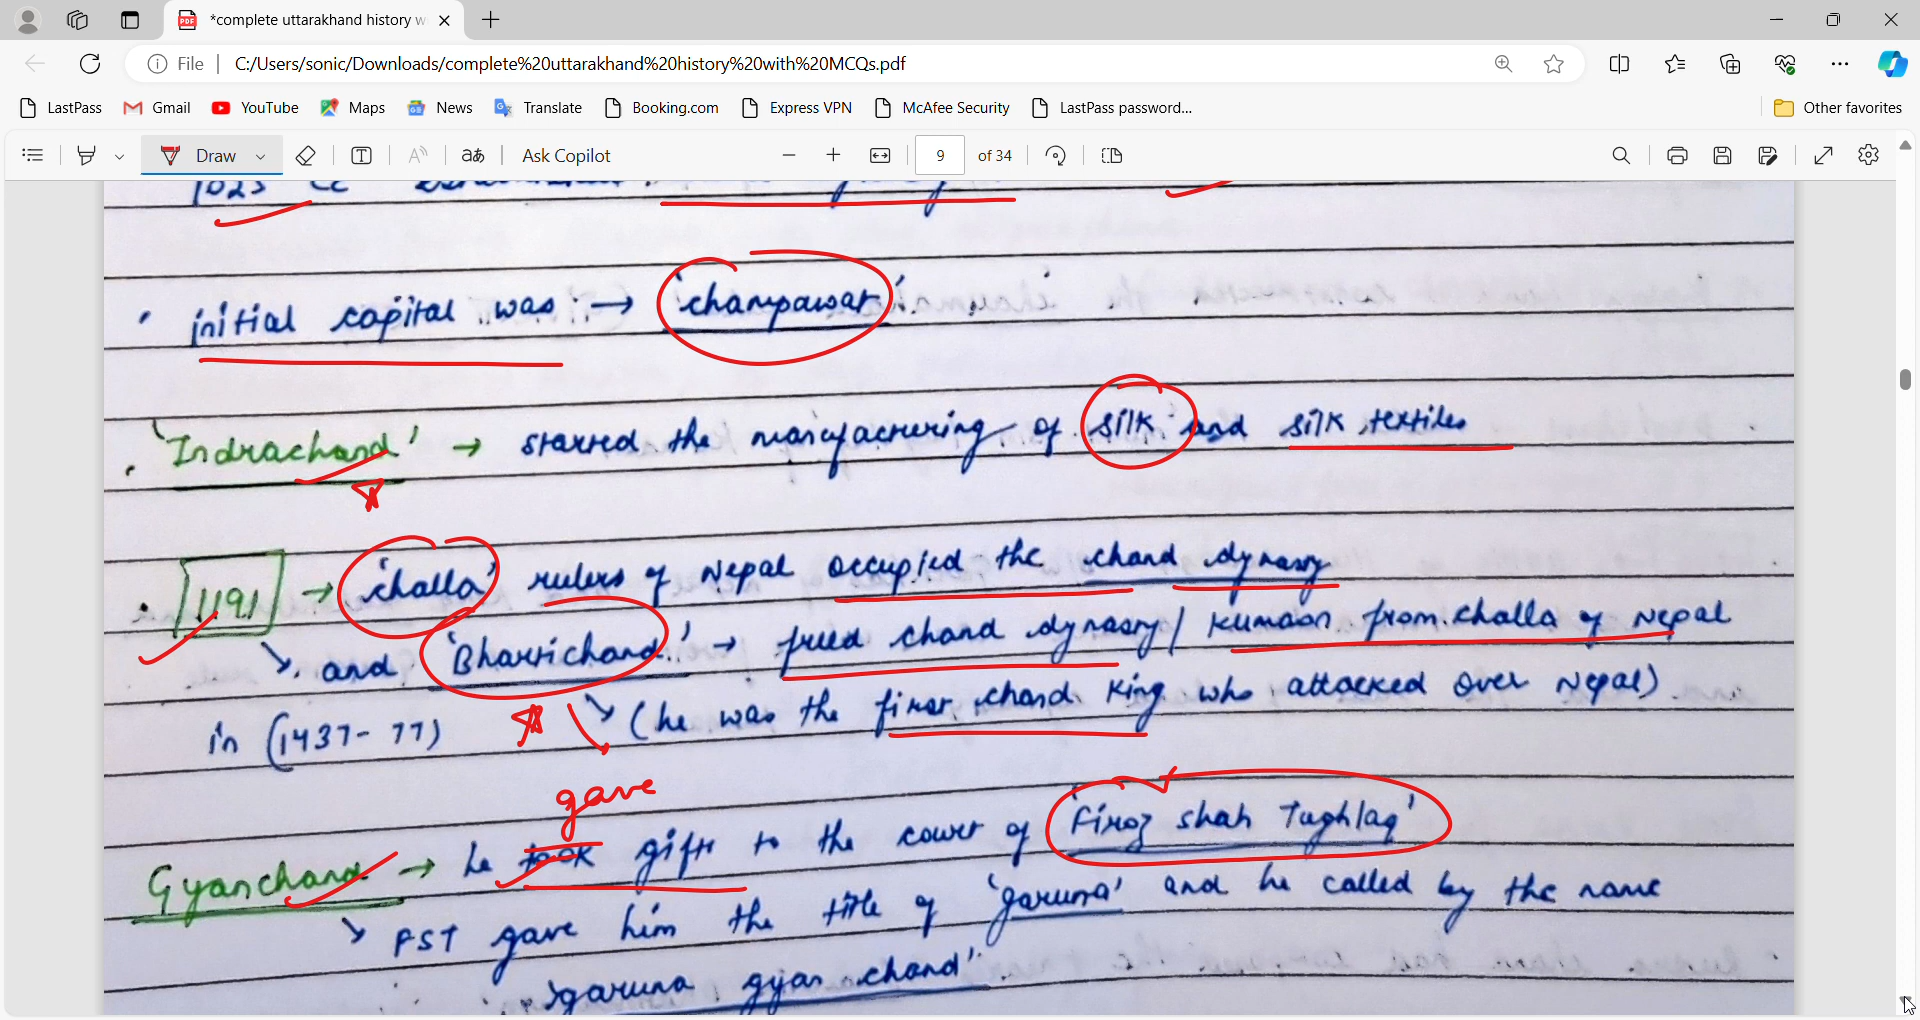 *complete uttarakhand history w
File
C:/Users/sonic/Downloads/complete%20uttarakhand%20history%20with%20MCQs.pdf
LastPass Gmail YouTube Maps News Translate Booking.com Express VPN McAfee Security LastPass password... Other favorites
Draw Ask Copilot 9 of 34
initial capital was :→ 'champawat'.
'Indrachand' → started the manufacturing of silk and silk textiles
1191 → 'challa' rulers of Nepal occupied the chand dynasty
and 'Bhartichand' → freed chand dynasty/ Kumaon from challa of Nepal
in (1437-77) (he was the first chand king who attacked over Nepal)
gave
Gyanchand → he took gifts to the court of 'Firoz shah Tughlaq'
FST gave him the title of 'garuna' and he called by the name
'garuna gyan chand'.